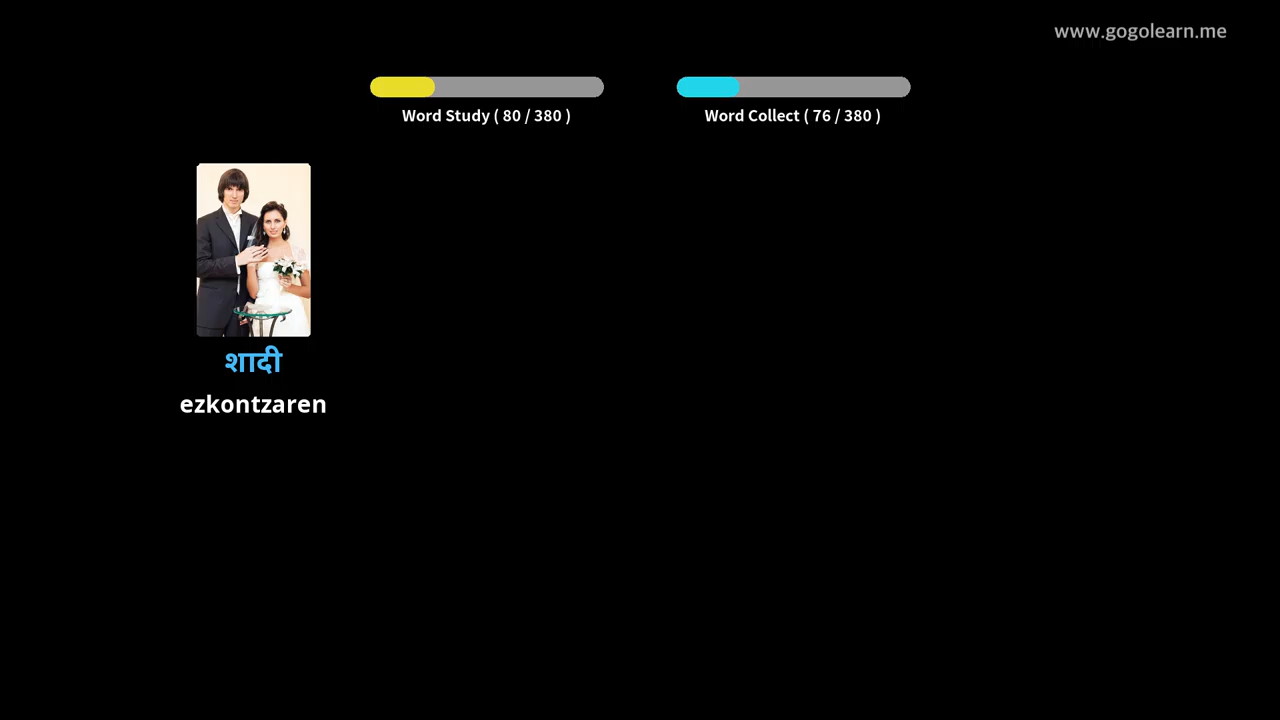 www.gogolearn.me
Word Study ( 80 / 380 )
Word Collect ( 76 / 380 )
शादी
ezkontzaren